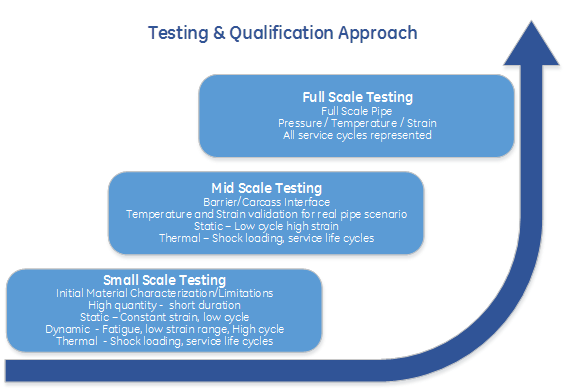 Testing & Qualification Approach
Full Scale Testing
Full Scale Pipe
Pressure / Temperature / Strain
All service cycles represented
Mid Scale Testing
Barrier/Carcass Interface
Temperature and Strain validation for real pipe scenario
Static – Low cycle high strain
Thermal – Shock loading, service life cycles
Small Scale Testing
Initial Material Characterization/Limitations
High quantity - short duration
Static – Constant strain, low cycle
Dynamic - Fatigue, low strain range, High cycle
Thermal - Shock loading, service life cycles